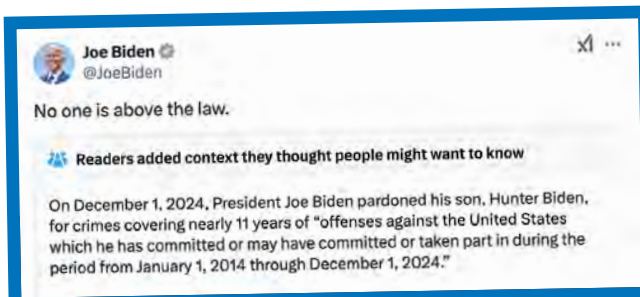 Joe Biden
@JoeBiden
No one is above the law.
Readers added context they thought people might want to know
On December 1, 2024, President Joe Biden pardoned his son, Hunter Biden,
for crimes covering nearly 11 years of “offenses against the United States
which he has committed or may have committed or taken part in during the
period from January 1, 2014 through December 1, 2024.”